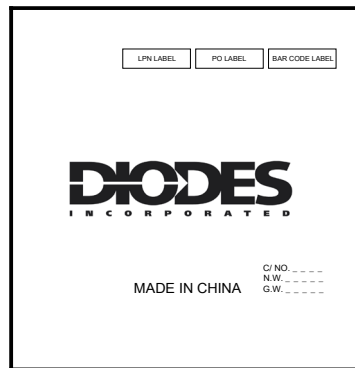 LPN LABEL PO LABEL BAR CODE LABEL
DIODES
INCORPORATED
C/ NO. _ _ _ _
N.W. _ _ _ _ _
MADE IN CHINA G.W. _ _ _ _ _